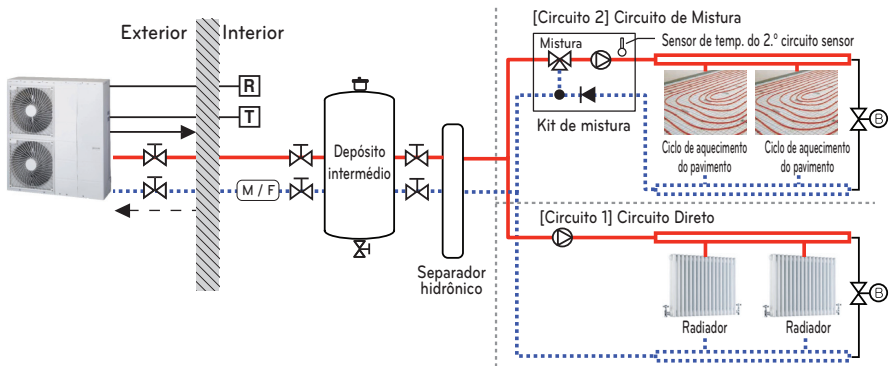 Exterior
Interior
R
T
M / F
Depósito
intermédio
Separador
hidrônico
[Circuito 2] Circuito de Mistura
Mistura
Sensor de temp. do 2.º circuito sensor
Kit de mistura
Ciclo de aquecimento
do pavimento
Ciclo de aquecimento
do pavimento
B
[Circuito 1] Circuito Direto
Radiador
Radiador
B